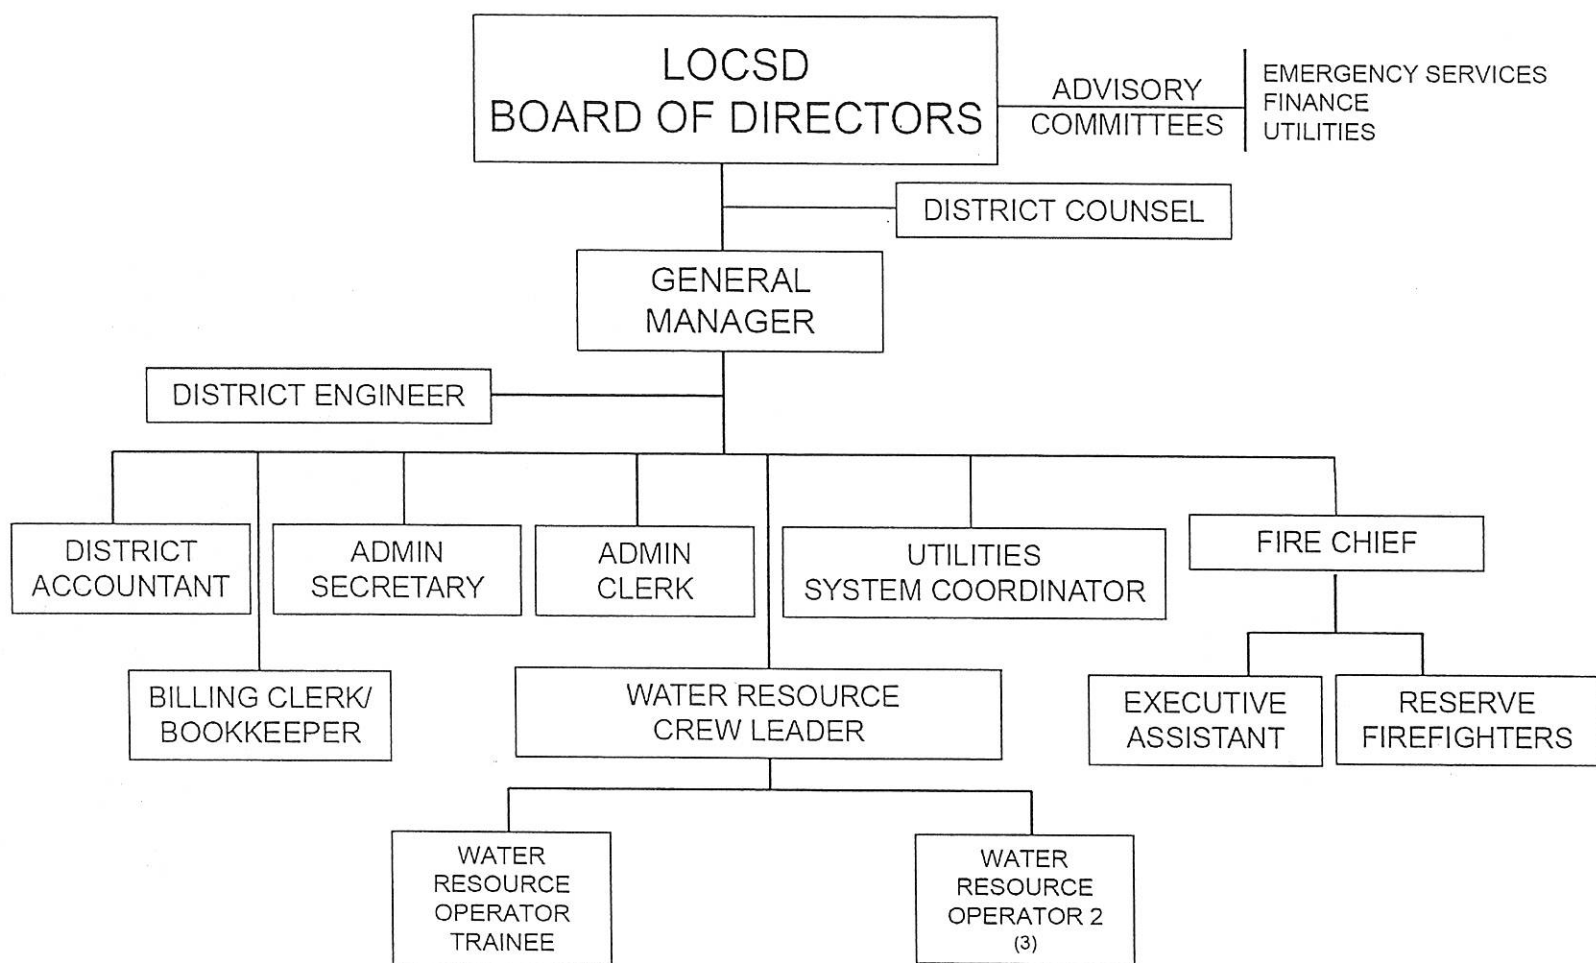 LOCSD
BOARD OF DIRECTORS
ADVISORY
COMMITTEES
EMERGENCY SERVICES
FINANCE
UTILITIES
DISTRICT COUNSEL
GENERAL
MANAGER
DISTRICT ENGINEER
DISTRICT
ACCOUNTANT
ADMIN
SECRETARY
ADMIN
CLERK
UTILITIES
SYSTEM COORDINATOR
FIRE CHIEF
BILLING CLERK/
BOOKKEEPER
WATER RESOURCE
CREW LEADER
EXECUTIVE
ASSISTANT
RESERVE
FIREFIGHTERS
WATER
RESOURCE
OPERATOR
TRAINEE
WATER
RESOURCE
OPERATOR 2
(3)